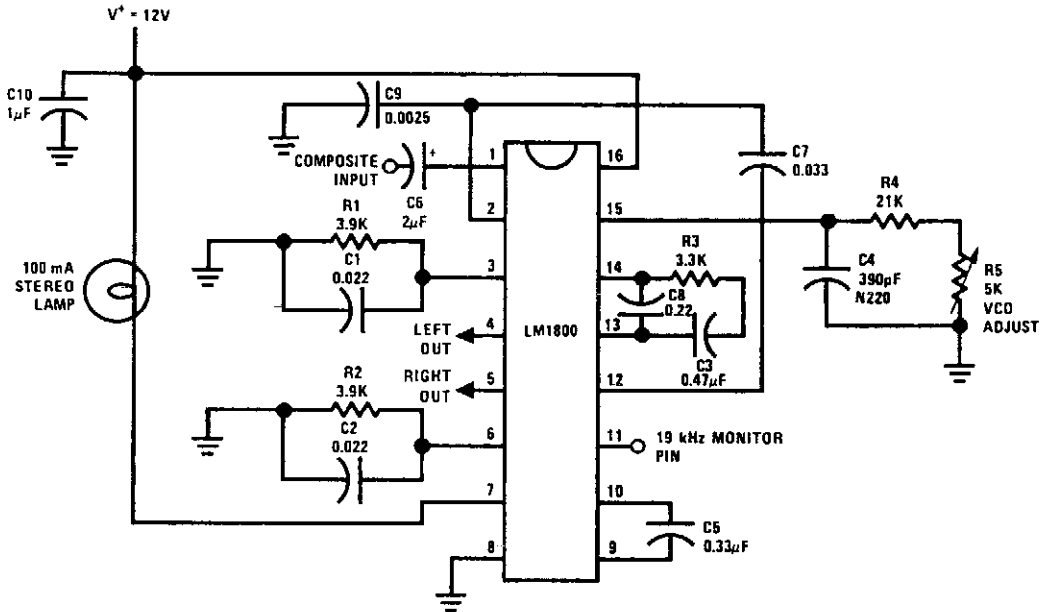 V+ = 12V
C10
1µF
C9
0.0025
COMPOSITE
INPUT
C6
2µF
+
1
16
C7
0.033
2
15
R4
21K
R1
3.9K
C1
0.022
3
14
R3
3.3K
C8
0.22
C4
390pF
N220
R5
5K
VCO
ADJUST
100 mA
STEREO
LAMP
LEFT
OUT
4
LM1800
13
C3
0.47µF
RIGHT
OUT
5
12
R2
3.9K
C2
0.022
6
11
19 kHz MONITOR
PIN
7
10
C5
0.33µF
8
9